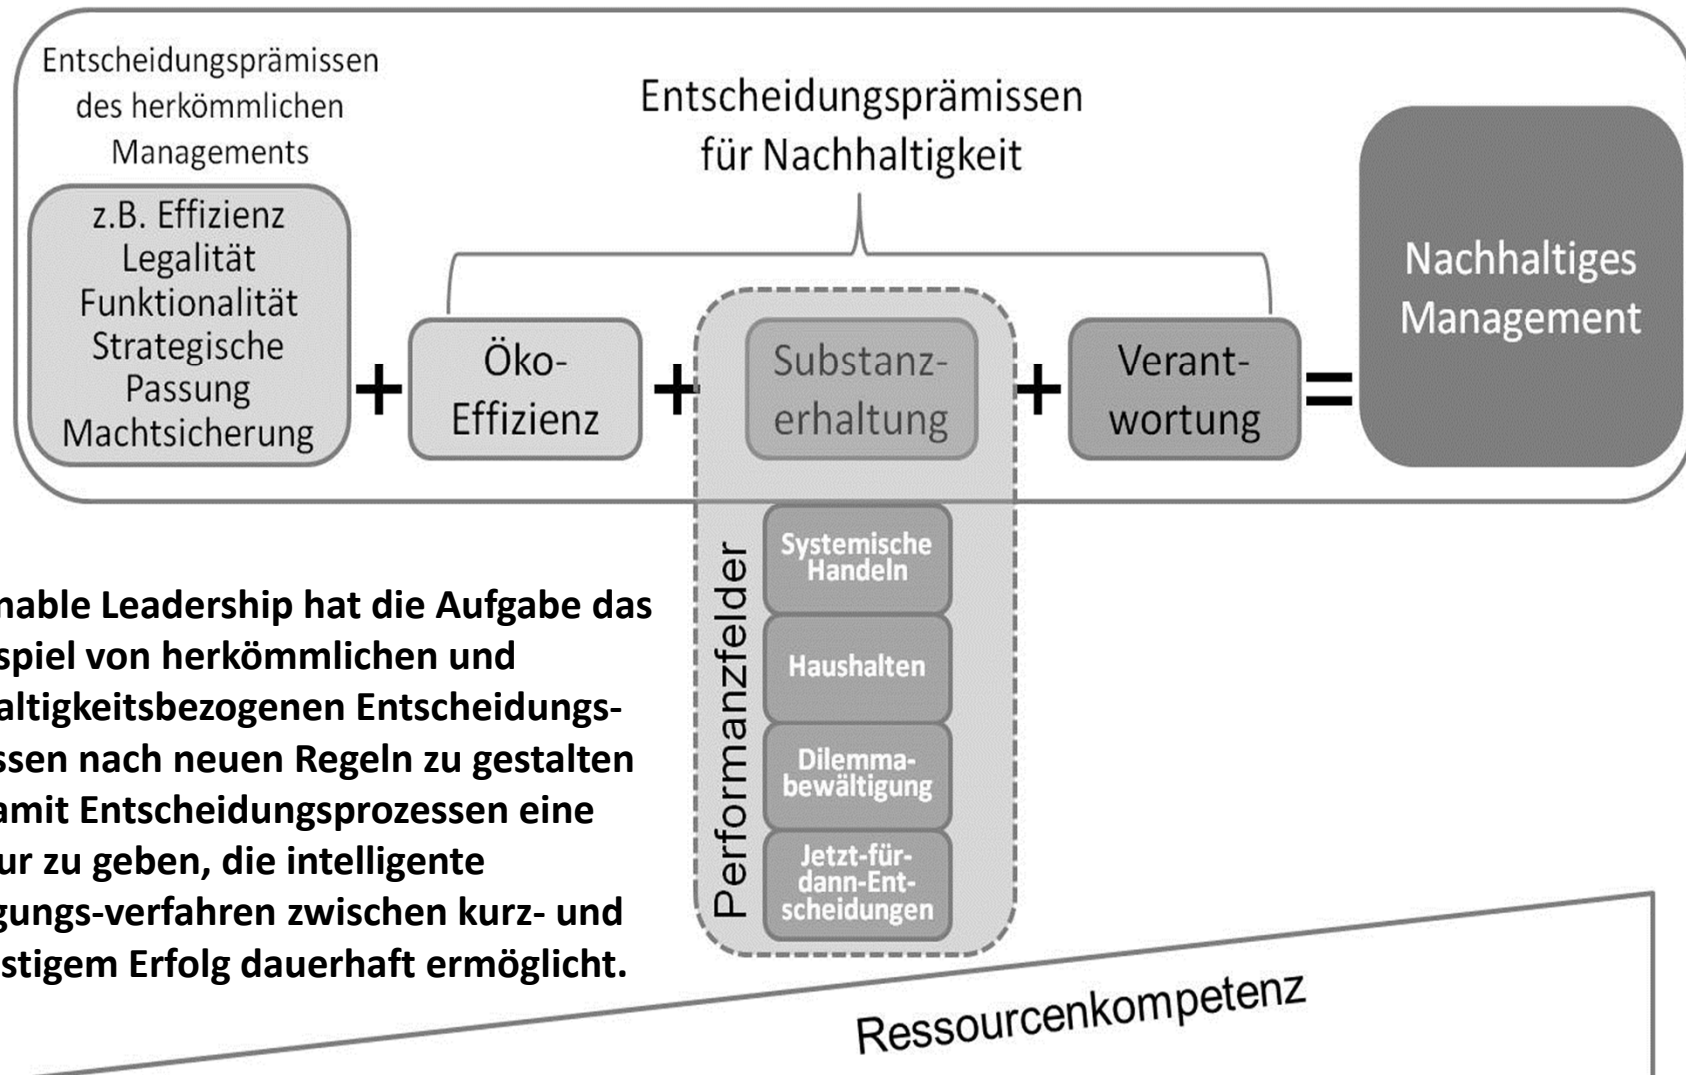 Entscheidungsprämissen
des herkömmlichen
Managements
z.B. Effizienz
Legalität
Funktionalität
Strategische
Passung
Machtsicherung
+
Entscheidungsprämissen
für Nachhaltigkeit
Öko-
Effizienz
+
Substanz-
erhaltung
+
Verant-
wortung
=
Nachhaltiges
Management
Performanzfelder
Systemische
Handeln
Haushalten
Dilemma-
bewältigung
Jetzt-für-
dann-Ent-
scheidungen
nable Leadership hat die Aufgabe das
spiel von herkömmlichen und
altigkeitsbezogenen Entscheidungs-
ssen nach neuen Regeln zu gestalten
amit Entscheidungsprozessen eine
ur zu geben, die intelligente
gungs-verfahren zwischen kurz- und
stigem Erfolg dauerhaft ermöglicht.
Ressourcenkompetenz